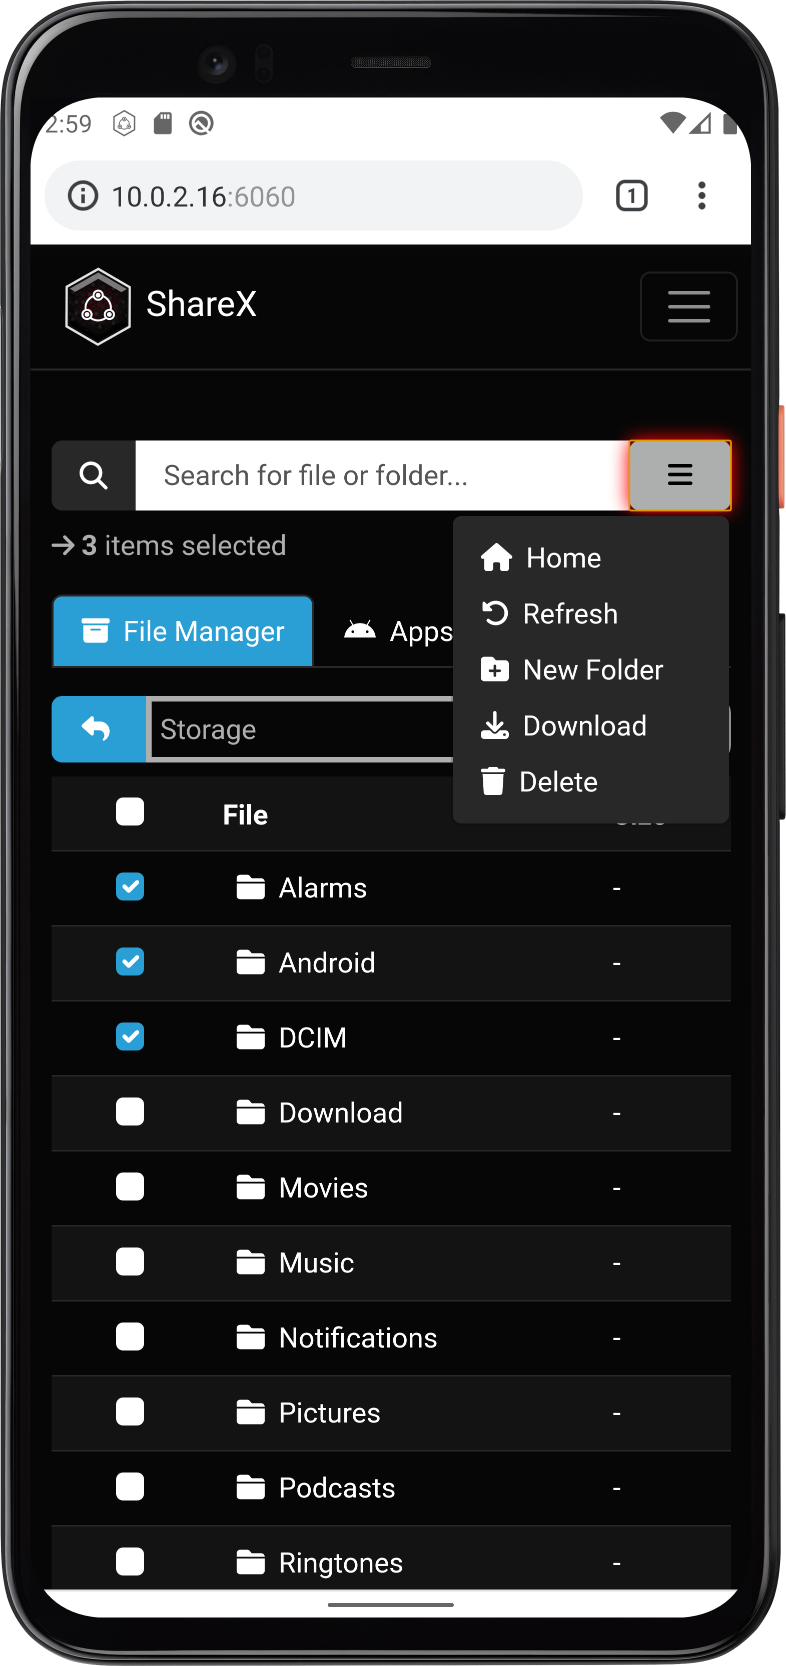 2:59
10.0.2.16:6060
1
ShareX
Search for file or folder...
3 items selected
Home
Refresh
New Folder
Download
Delete
File Manager
Apps
Storage
File
Alarms -
Android -
DCIM -
Download -
Movies -
Music -
Notifications -
Pictures -
Podcasts -
Ringtones -